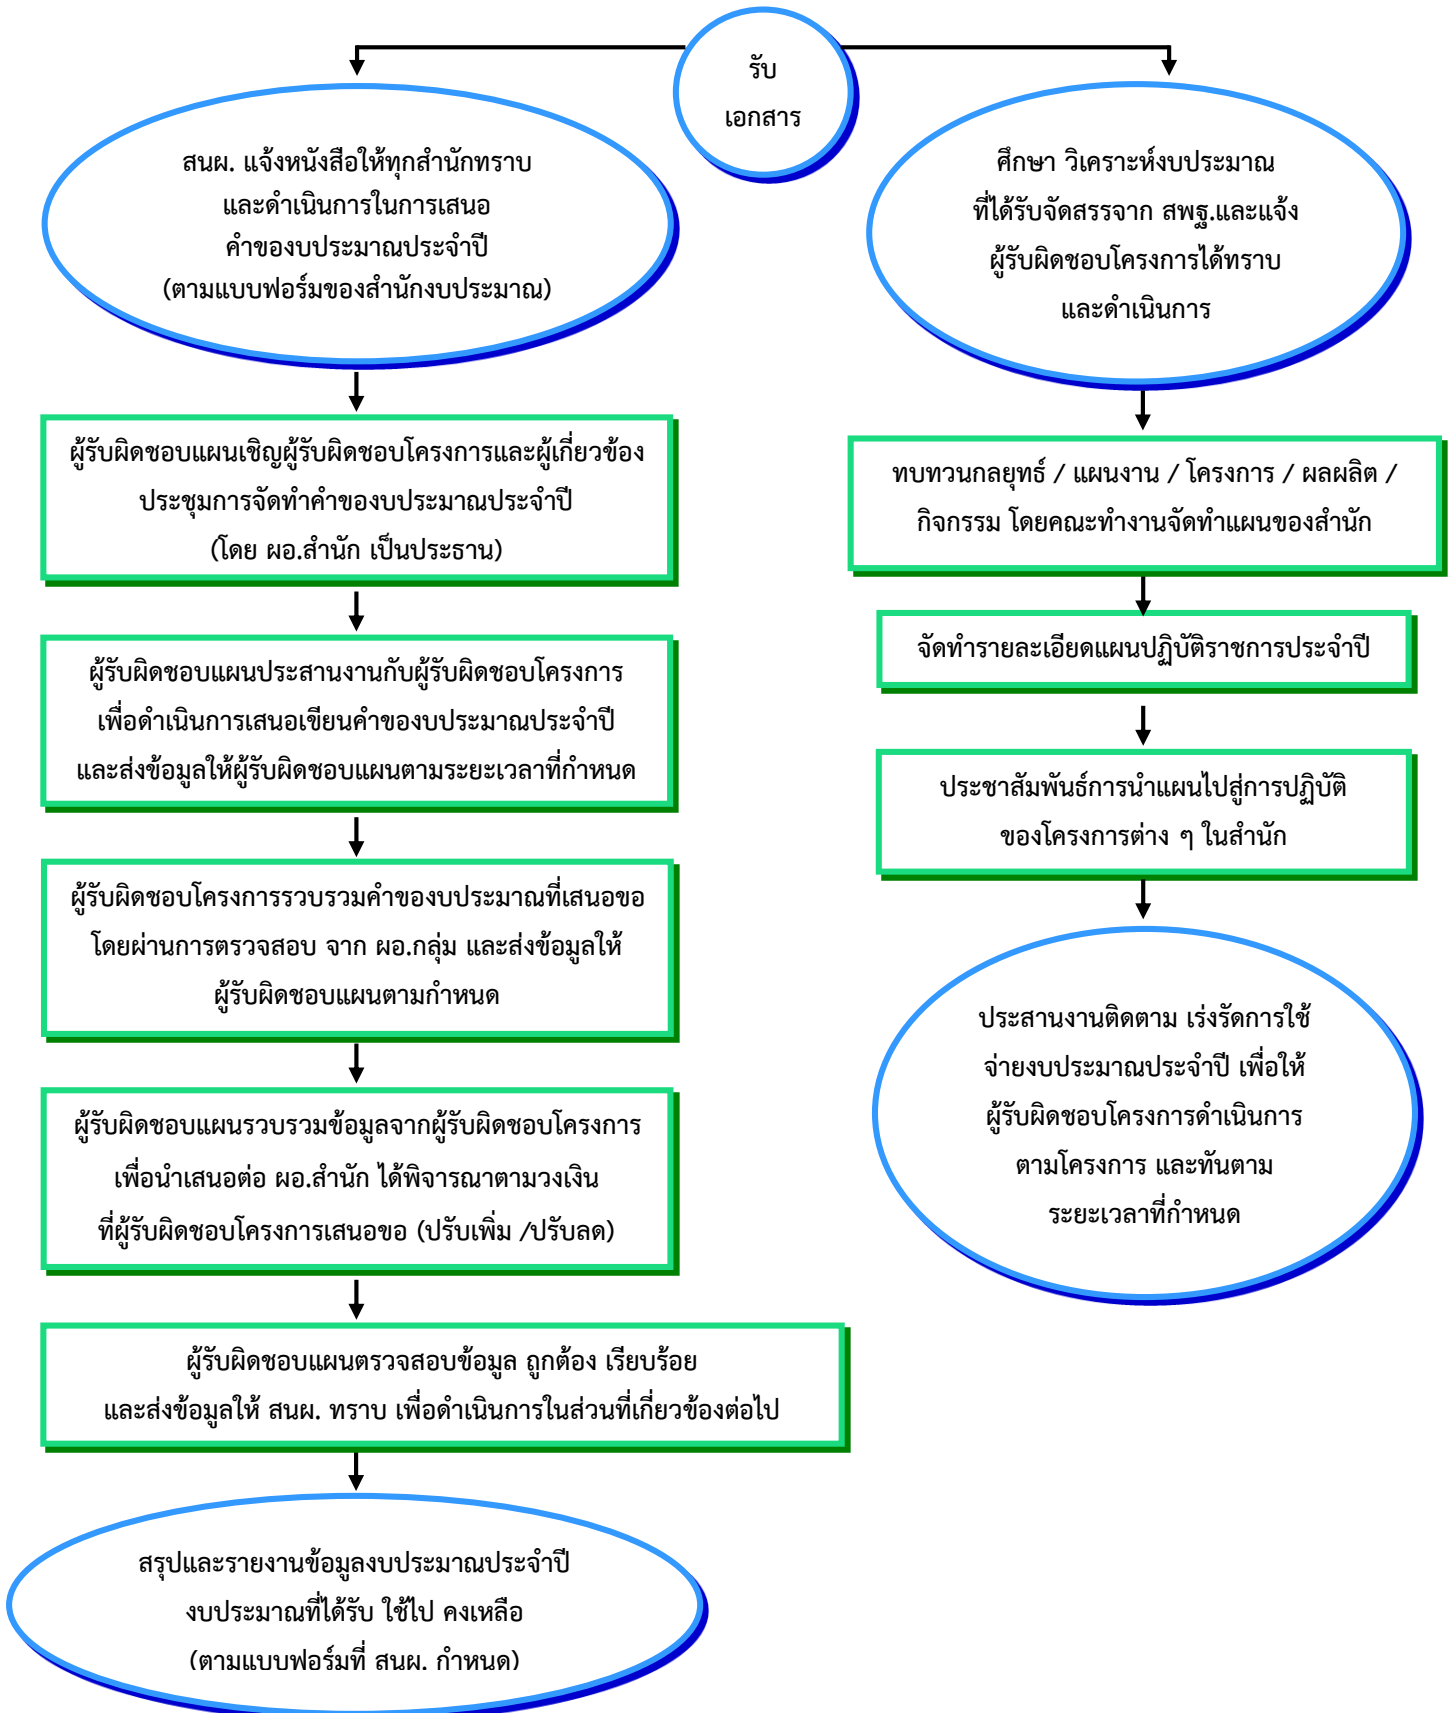 รับ
เอกสาร
สนผ. แจ้งหนังสือให้ทุกสำนักทราบ
และดำเนินการในการเสนอ
คำของบประมาณประจำปี
(ตามแบบฟอร์มของสำนักงบประมาณ)
ผู้รับผิดชอบแผนเชิญผู้รับผิดชอบโครงการและผู้เกี่ยวข้อง
ประชุมการจัดทำคำของบประมาณประจำปี
(โดย ผอ.สำนัก เป็นประธาน)
ผู้รับผิดชอบแผนประสานงานกับผู้รับผิดชอบโครงการ
เพื่อดำเนินการเสนอเขียนคำของบประมาณประจำปี
และส่งข้อมูลให้ผู้รับผิดชอบแผนตามระยะเวลาที่กำหนด
ผู้รับผิดชอบโครงการรวบรวมคำของบประมาณที่เสนอขอ
โดยผ่านการตรวจสอบ จาก ผอ.กลุ่ม และส่งข้อมูลให้
ผู้รับผิดชอบแผนตามกำหนด
ผู้รับผิดชอบแผนรวบรวมข้อมูลจากผู้รับผิดชอบโครงการ
เพื่อนำเสนอต่อ ผอ.สำนัก ได้พิจารณาตามวงเงิน
ที่ผู้รับผิดชอบโครงการเสนอขอ (ปรับเพิ่ม /ปรับลด)
ผู้รับผิดชอบแผนตรวจสอบข้อมูล ถูกต้อง เรียบร้อย
และส่งข้อมูลให้ สนผ. ทราบ เพื่อดำเนินการในส่วนที่เกี่ยวข้องต่อไป
สรุปและรายงานข้อมูลงบประมาณประจำปี
งบประมาณที่ได้รับ ใช้ไป คงเหลือ
(ตามแบบฟอร์มที่ สนผ. กำหนด)
ศึกษา วิเคราะห์งบประมาณ
ที่ได้รับจัดสรรจาก สพฐ.และแจ้ง
ผู้รับผิดชอบโครงการได้ทราบ
และดำเนินการ
ทบทวนกลยุทธ์ / แผนงาน / โครงการ / ผลผลิต /
กิจกรรม โดยคณะทำงานจัดทำแผนของสำนัก
จัดทำรายละเอียดแผนปฏิบัติราชการประจำปี
ประชาสัมพันธ์การนำแผนไปสู่การปฏิบัติ
ของโครงการต่าง ๆ ในสำนัก
ประสานงานติดตาม เร่งรัดการใช้
จ่ายงบประมาณประจำปี เพื่อให้
ผู้รับผิดชอบโครงการดำเนินการ
ตามโครงการ และทันตาม
ระยะเวลาที่กำหนด